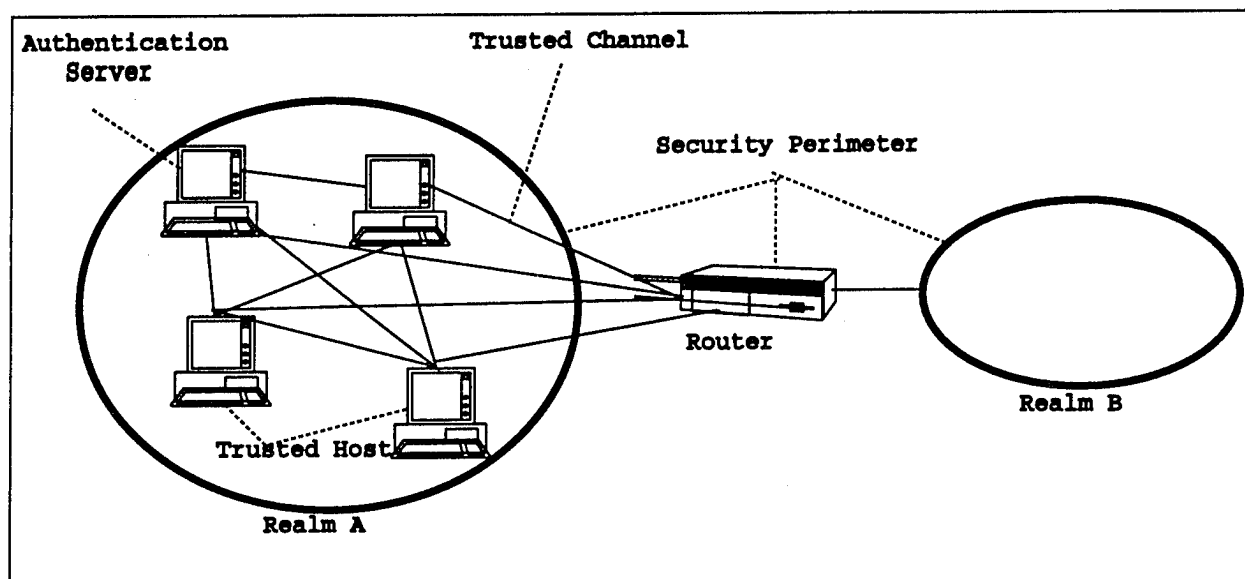 Authentication
Server
Trusted Channel
Security Perimeter
Router
Realm B
Trusted Host
Realm A